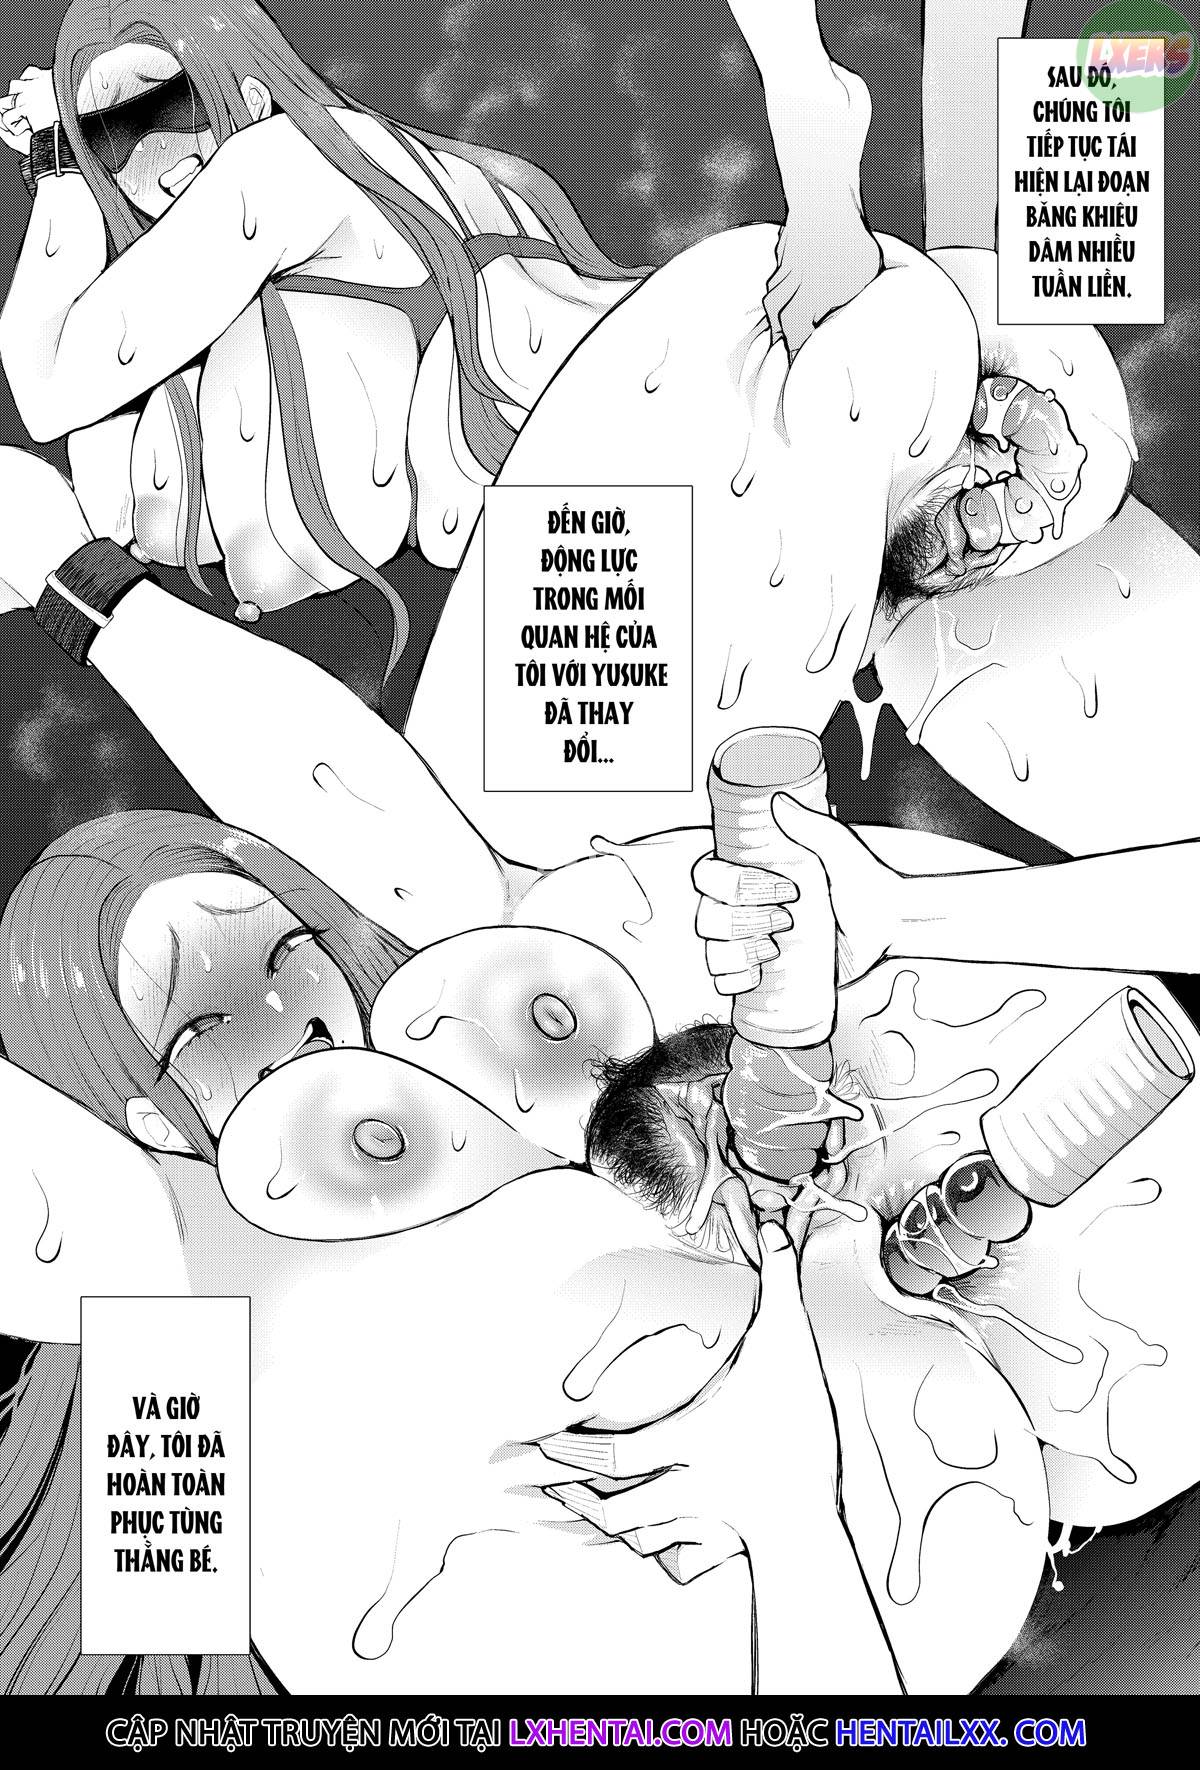 LXERS
SAU ĐÓ,
CHÚNG TÔI
TIẾP TỤC TÁI
HIỆN LẠI ĐOẠN
BĂNG KHIÊU
DÂM NHIỀU
TUẦN LIỀN.
ĐẾN GIỜ,
ĐỘNG LỰC
TRONG MỐI
QUAN HỆ CỦA
TÔI VỚI YUSUKE
ĐÃ THAY
ĐỔI...
VÀ GIỜ
ĐÂY, TÔI ĐÃ
HOÀN TOÀN
PHỤC TÙNG
THẰNG BÉ.
CẬP NHẬT TRUYỆN MỚI TẠI LXHENTAI.COM HOẶC HENTAILXX. COM